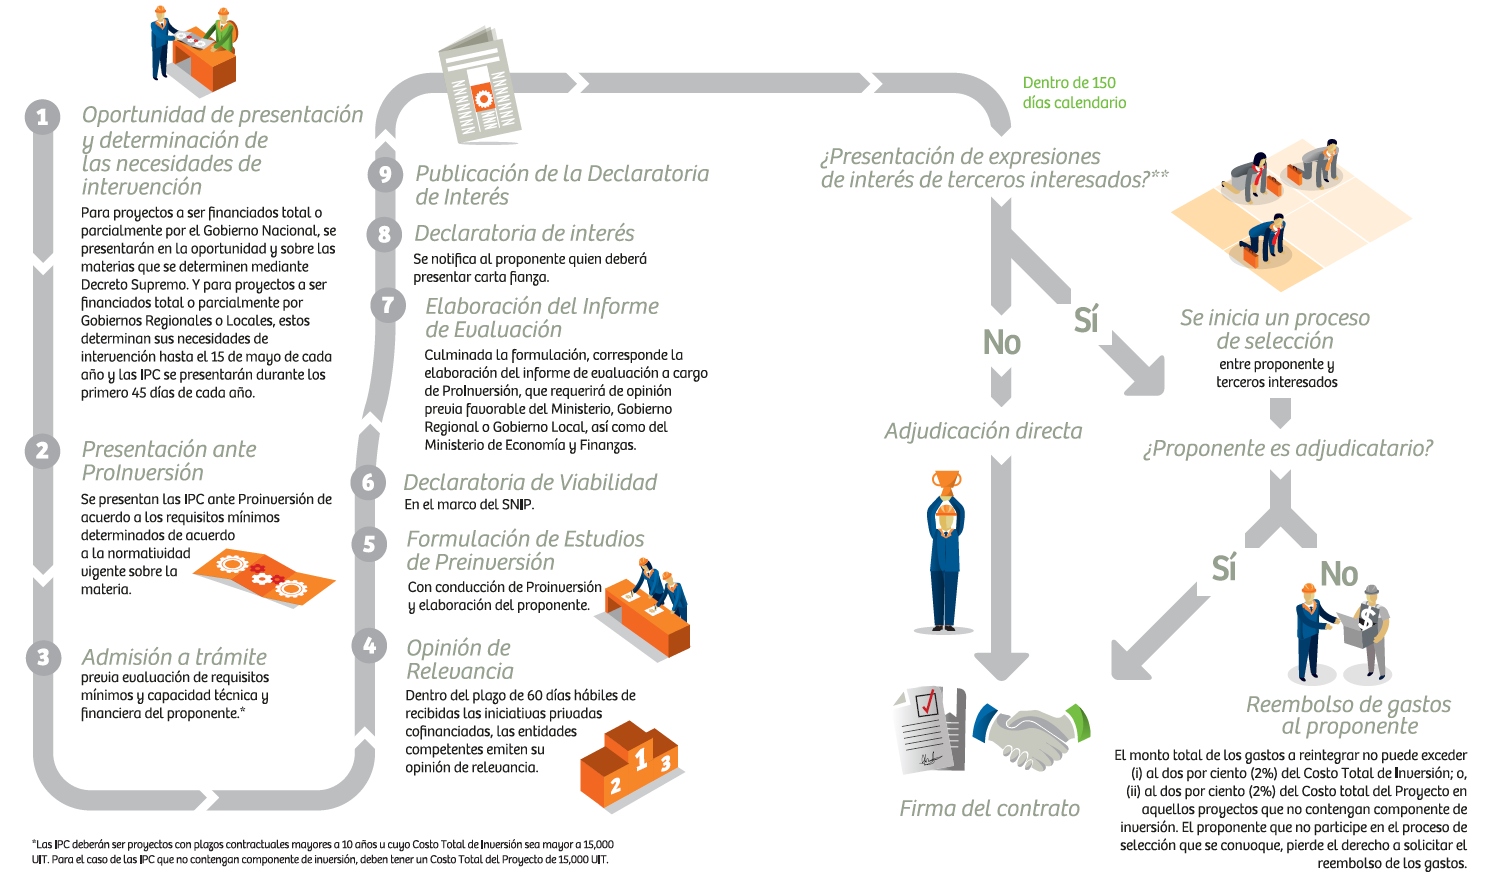 1
Oportunidad de presentación
y determinación de
las necesidades de
intervención
Para proyectos a ser financiados total o
parcialmente por el Gobierno Nacional, se
presentarán en la oportunidad y sobre las
materias que se determinen mediante
Decreto Supremo. Y para proyectos a ser
financiados total o parcialmente por
Gobiernos Regionales o Locales, estos
determinan sus necesidades de
intervención hasta el 15 de mayo de cada
año y las IPC se presentarán durante los
primero 45 días de cada año.
2
Presentación ante
ProInversión
Se presentan las IPC ante Proinversión de
acuerdo a los requisitos mínimos
determinados de acuerdo
a la normatividad
vigente sobre la
materia.
3
Admisión a trámite
previa evaluación de requisitos
mínimos y capacidad técnica y
financiera del proponente.*
4
Opinión de
Relevancia
Dentro del plazo de 60 días hábiles de
recibidas las iniciativas privadas
cofinanciadas, las entidades
competentes emiten su
opinión de relevancia.
2 1 3
5
Formulación de Estudios
de Preinversión
Con conducción de Proinversión
y elaboración del proponente.
6
Declaratoria de Viabilidad
En el marco del SNIP.
7
Elaboración del Informe
de Evaluación
Culminada la formulación, corresponde la
elaboración del informe de evaluación a cargo
de ProInversión, que requerirá de opinión
previa favorable del Ministerio, Gobierno
Regional o Gobierno Local, así como del
Ministerio de Economía y Finanzas.
8
Declaratoria de interés
Se notifica al proponente quien deberá
presentar carta fianza.
9
Publicación de la Declaratoria
de Interés
Dentro de 150
días calendario
¿Presentación de expresiones
de interés de terceros interesados?**
No
Sí
Adjudicación directa
Se inicia un proceso
de selección
entre proponente y
terceros interesados
¿Proponente es adjudicatario?
Sí
No
$
Firma del contrato
Reembolso de gastos
al proponente
El monto total de los gastos a reintegrar no puede exceder
(i) al dos por ciento (2%) del Costo Total de Inversión; o,
(ii) al dos por ciento (2%) del Costo total del Proyecto en
aquellos proyectos que no contengan componente de
inversión. El proponente que no participe en el proceso de
selección que se convoque, pierde el derecho a solicitar el
reembolso de los gastos.
*Las IPC deberán ser proyectos con plazos contractuales mayores a 10 años u cuyo Costo Total de Inversión sea mayor a 15,000
UIT. Para el caso de las IPC que no contengan componente de inversión, deben tener un Costo Total del Proyecto de 15,000 UIT.